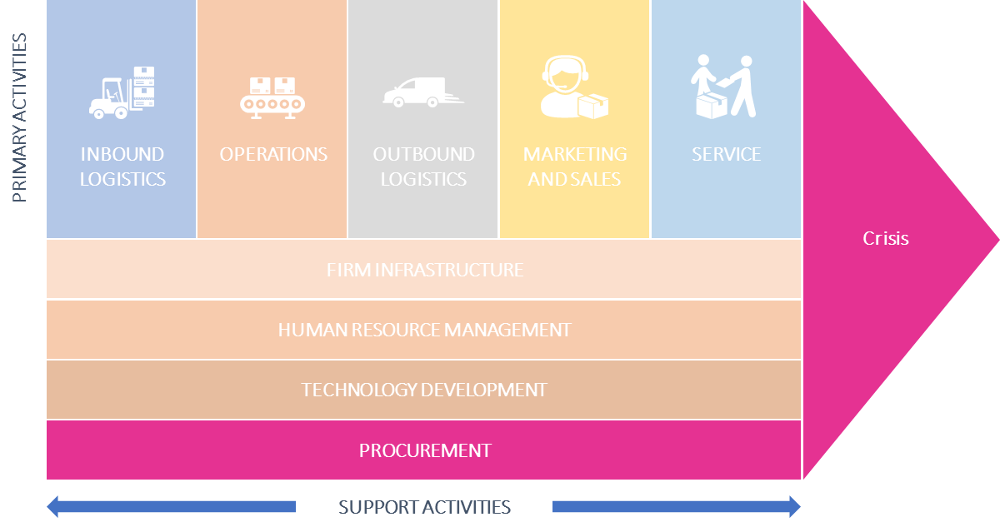 PRIMARY ACTIVITIES
INBOUND
LOGISTICS
OPERATIONS
OUTBOUND
LOGISTICS
MARKETING
AND SALES
SERVICE
Crisis
FIRM INFRASTRUCTURE
HUMAN RESOURCE MANAGEMENT
TECHNOLOGY DEVELOPMENT
PROCUREMENT
SUPPORT ACTIVITIES